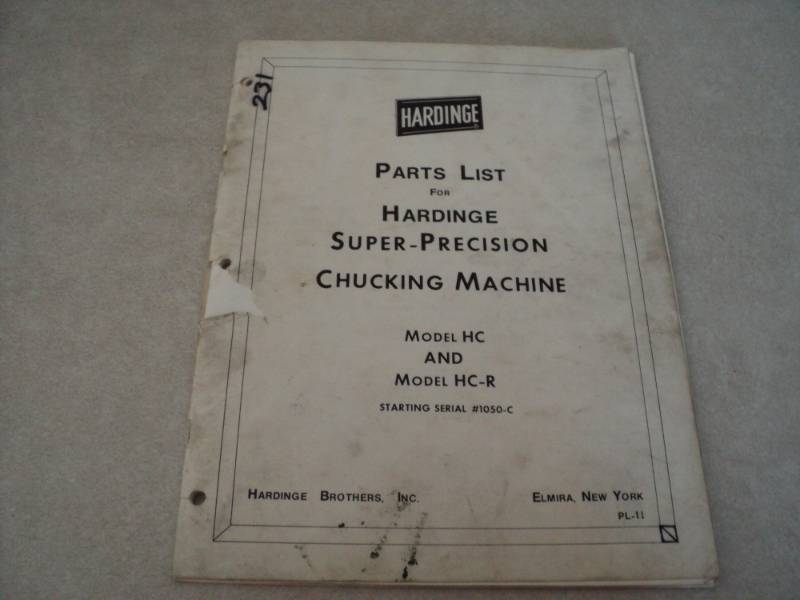 231
HARDINGE
PARTS LIST
FOR
HARDINGE
SUPER-PRECISION
CHUCKING MACHINE
MODEL HC
AND
MODEL HC-R
STARTING SERIAL #1050-C
HARDINGE BROTHERS, INC. ELMIRA, NEW YORK
PL-11